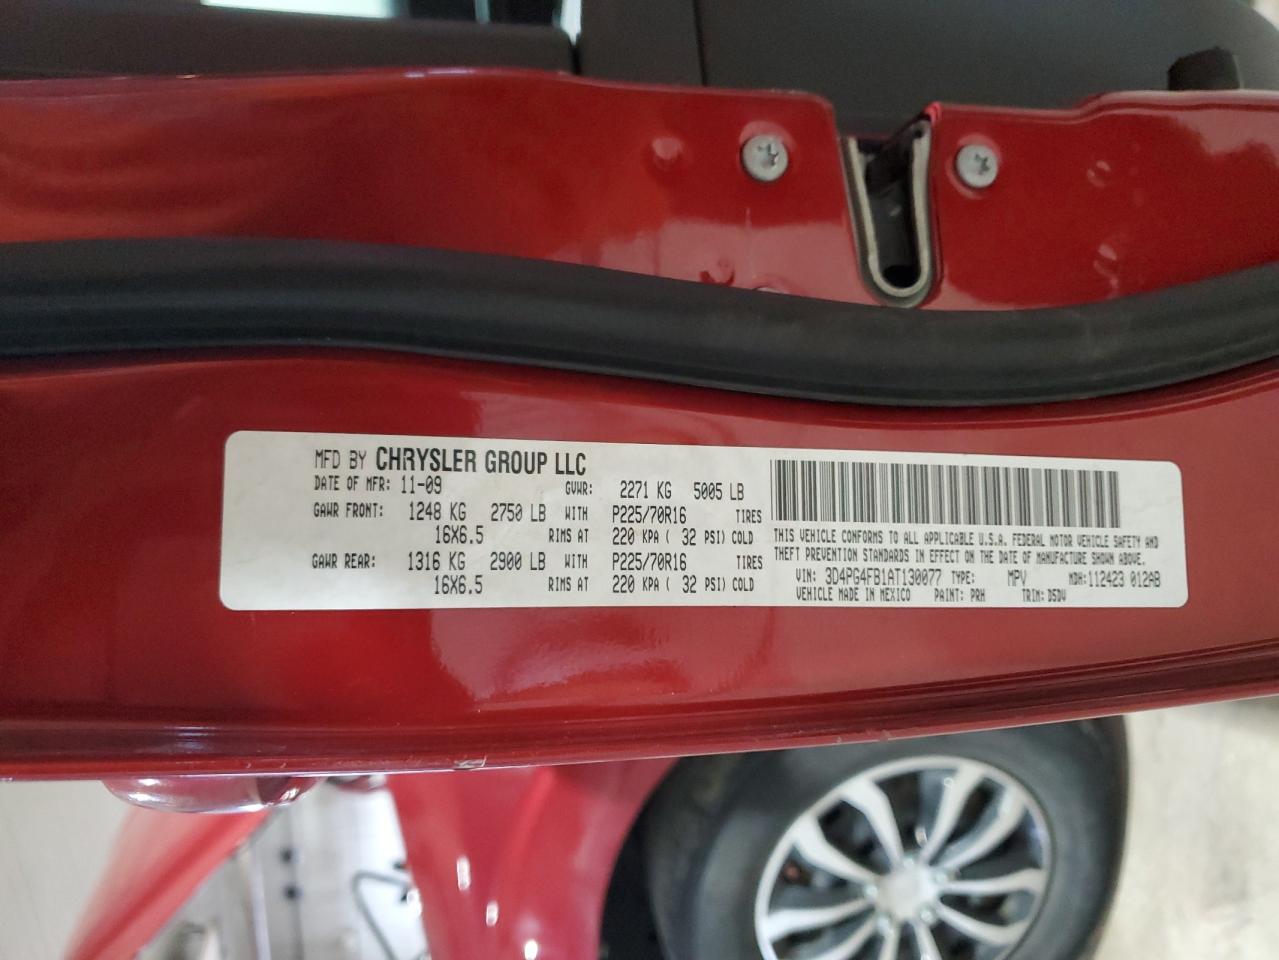 MFD BY CHRYSLER GROUP LLC
DATE OF MFR: 11-09 GVWR: 2271 KG 5005 LB
GAWR FRONT: 1248 KG 2750 LB WITH P225/70R16 TIRES
16X6.5 RIMS AT 220 KPA ( 32 PSI) COLD
GAWR REAR: 1316 KG 2900 LB WITH P225/70R16 TIRES
16X6.5 RIMS AT 220 KPA ( 32 PSI) COLD
THIS VEHICLE CONFORMS TO ALL APPLICABLE U.S.A. FEDERAL MOTOR VEHICLE SAFETY AND
THEFT PREVENTION STANDARDS IN EFFECT ON THE DATE OF MANUFACTURE SHOWN ABOVE.
VIN: 3D4PG4FB1AT130077 TYPE: MPV MDH:112423 012AB
VEHICLE MADE IN MEXICO PAINT: PRH TRIM: D5DV